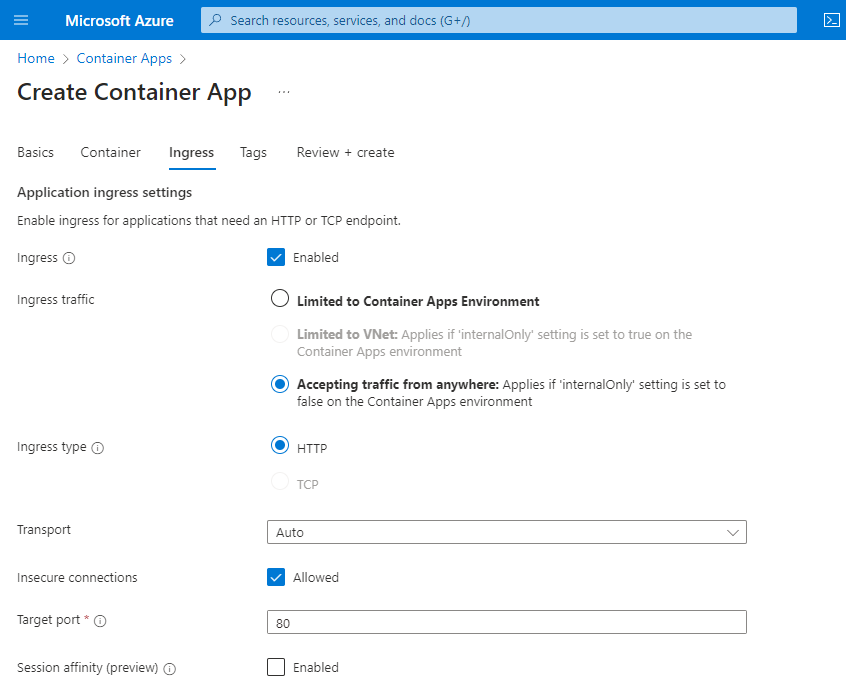 Microsoft Azure
Search resources, services, and docs (G+/)
Home > Container Apps >
Create Container App ...
Basics Container Ingress Tags Review + create
Application ingress settings
Enable ingress for applications that need an HTTP or TCP endpoint.
Ingress
Enabled
Ingress traffic
Limited to Container Apps Environment
Limited to VNet: Applies if 'internalOnly' setting is set to true on the
Container Apps environment
Accepting traffic from anywhere: Applies if 'internalOnly' setting is set to
false on the Container Apps environment
Ingress type
HTTP
TCP
Transport
Auto
Insecure connections
Allowed
Target port *
80
Session affinity (preview)
Enabled